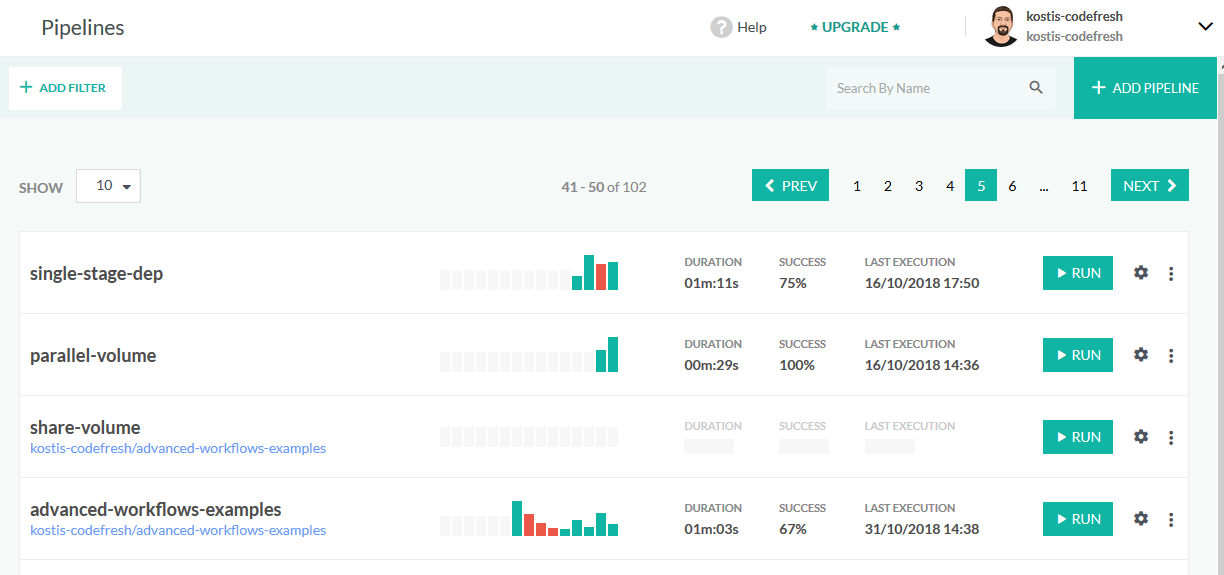 Pipelines
? Help
UPGRADE
kostis-codefresh
kostis-codefresh
+ ADD FILTER
Search By Name
+ ADD PIPELINE
SHOW 10
41 - 50 of 102
PREV 1 2 3 4 5 6 ... 11 NEXT
single-stage-dep
DURATION SUCCESS LAST EXECUTION
01m:11s 75% 16/10/2018 17:50
RUN
parallel-volume
DURATION SUCCESS LAST EXECUTION
00m:29s 100% 16/10/2018 14:36
RUN
share-volume
kostis-codefresh/advanced-workflows-examples
DURATION SUCCESS LAST EXECUTION
RUN
advanced-workflows-examples
kostis-codefresh/advanced-workflows-examples
DURATION SUCCESS LAST EXECUTION
01m:03s 67% 31/10/2018 14:38
RUN